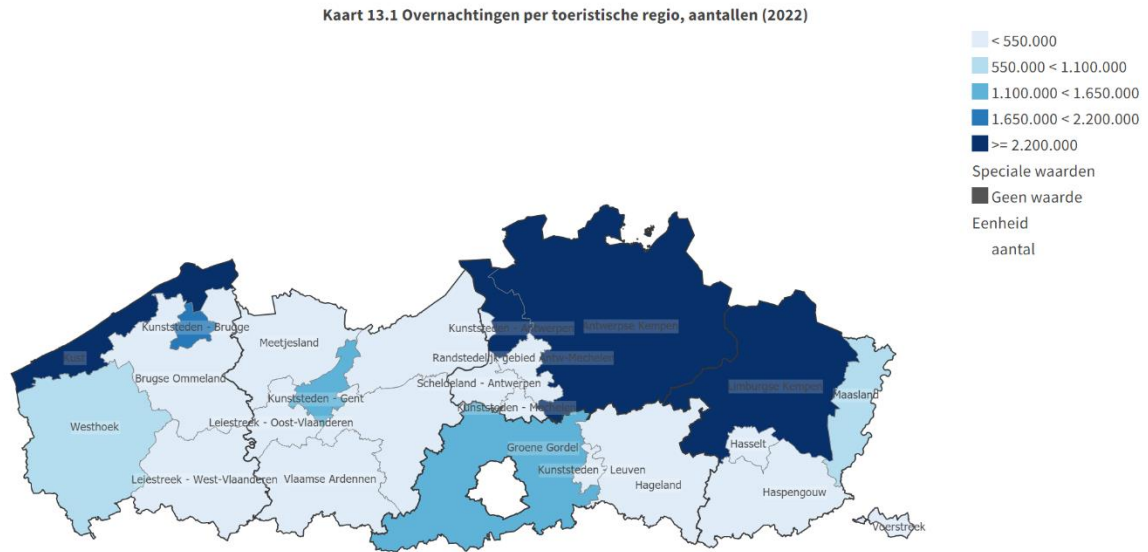 Kaart 13.1 Overnachtingen per toeristische regio, aantallen (2022)
< 550.000
550.000 < 1.100.000
1.100.000 < 1.650.000
1.650.000 < 2.200.000
>= 2.200.000
Speciale waarden
Geen waarde
Eenheid
aantal
Kunststeden - Brugge
Kunststeden - Antwerpen
Antwerpse Kempen
Meetjesland
Kust
Randstedelijk gebied Antw-Mechelen
Brugse Ommeland
Scheldeland - Antwerpen
Limburgse Kempen
Maasland
Kunststeden - Gent
Kunststeden - Mechelen
Leiestreek - Oost-Vlaanderen
Westhoek
Groene Gordel
Hasselt
Kunststeden - Leuven
Leiestreek - West-Vlaanderen
Vlaamse Ardennen
Hageland
Haspengouw
Voerstreek